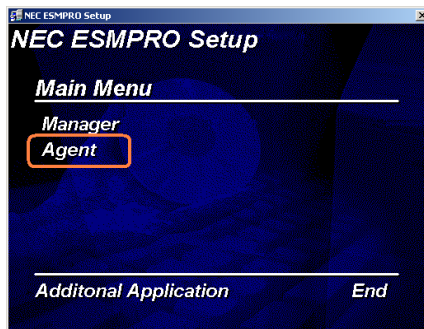 NEC ESMPRO Setup
NEC ESMPRO Setup
Main Menu
Manager
Agent
Additonal Application End